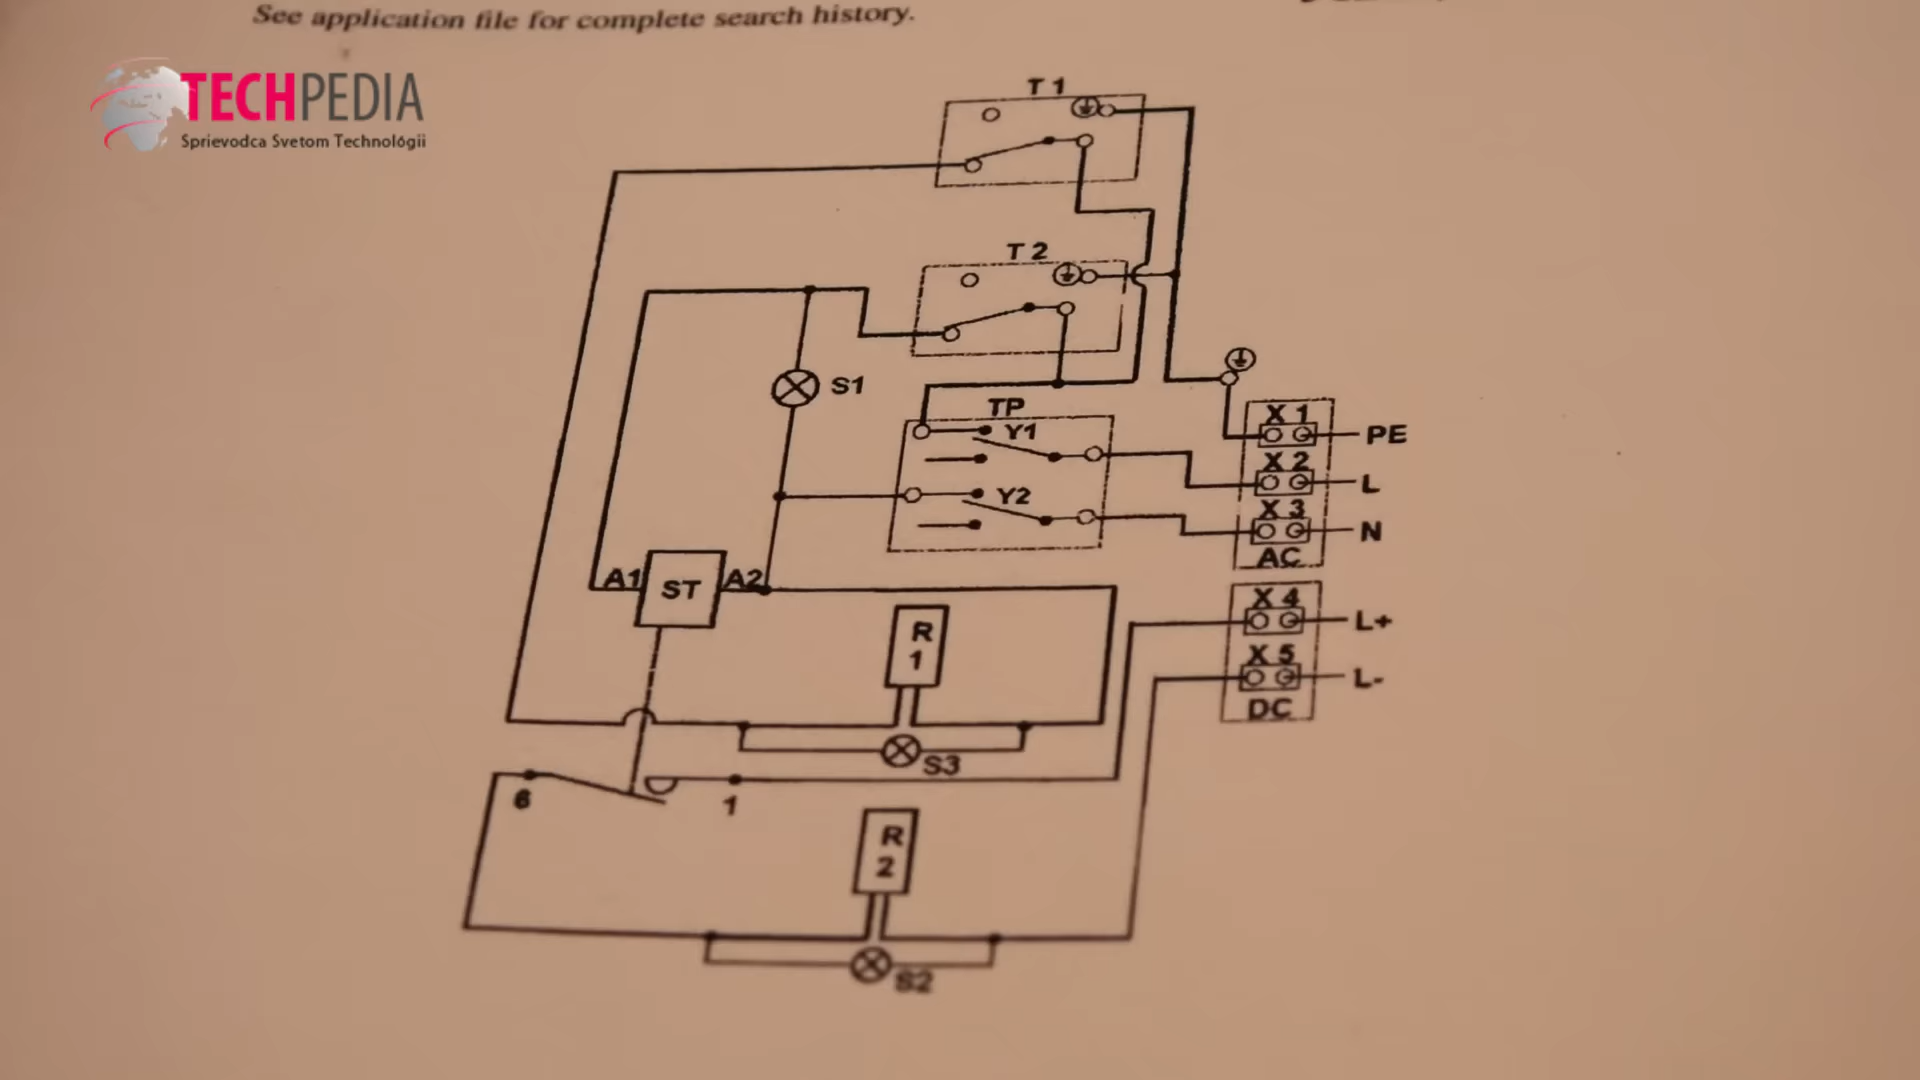 See application file for complete search history.
TECHPEDIA
Sprievodca Svetom Technológii
T 1
T 2
S1
TP
Y1
Y2
X 1
PE
X 2
L
X 3
N
AC
A1
ST
A2
X 4
L+
R
1
X 5
L-
DC
S3
6
1
R
2
S2